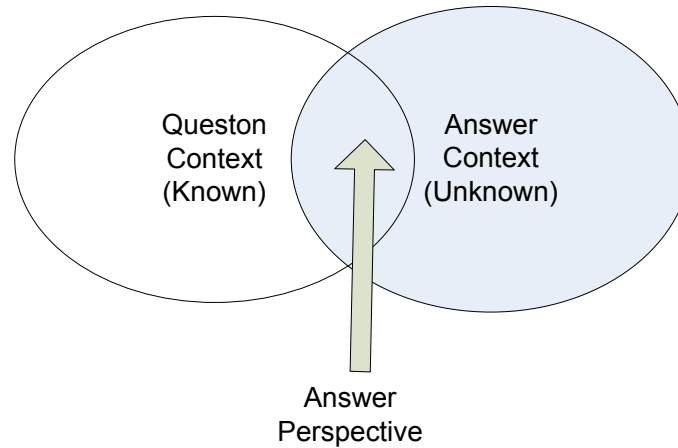 Queston
Context
(Known)
Answer
Context
(Unknown)
Answer
Perspective